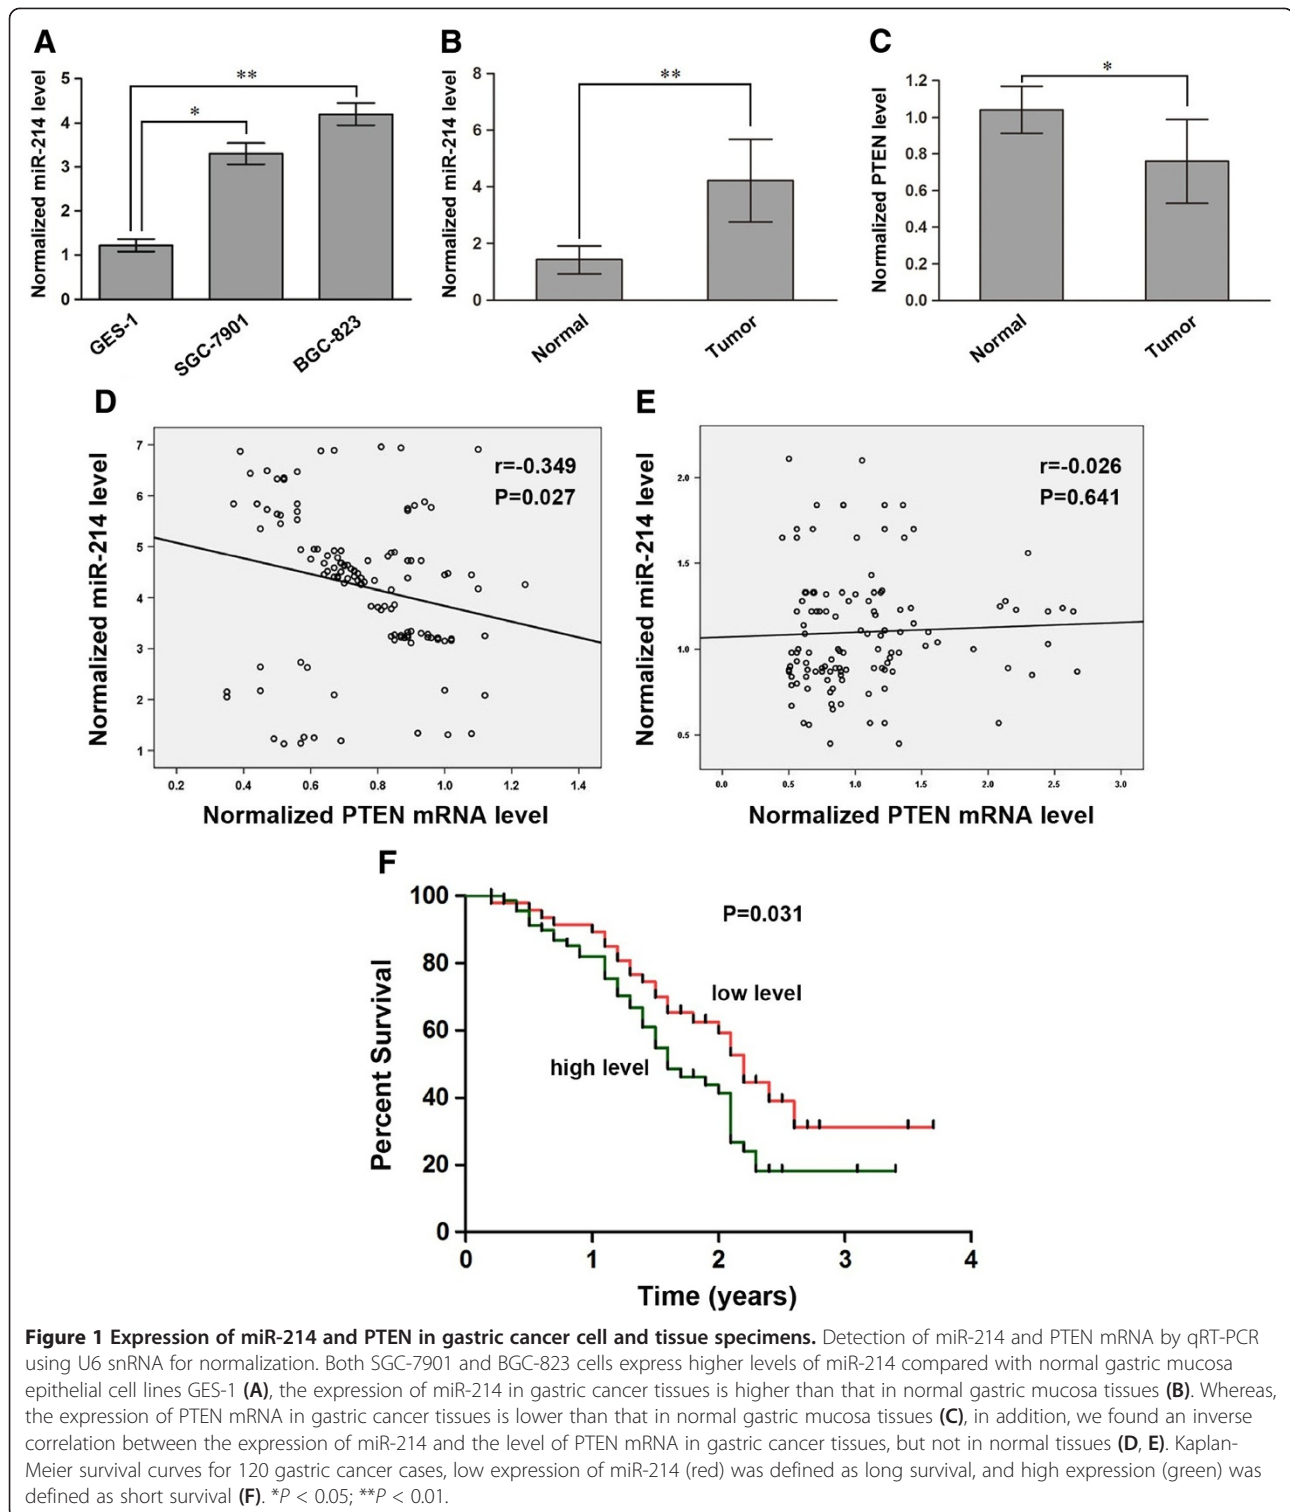 A
B
C
Normalized miR-214 level
5
4
3
2
1
0
**
*
GES-1
SGC-7901
BGC-823
Normalized miR-214 level
8
6
4
2
0
**
Normal
Tumor
Normalized PTEN level
1.2
1.0
0.8
0.6
0.4
0.2
0.0
*
Normal
Tumor
D
Normalized miR-214 level
7
6
5
4
3
2
1
r=-0.349
P=0.027
0.2 0.4 0.6 0.8 1.0 1.2 1.4
Normalized PTEN mRNA level
E
Normalized miR-214 level
2.0
1.5
1.0
0.5
r=-0.026
P=0.641
0.0 0.5 1.0 1.5 2.0 2.5 3.0
Normalized PTEN mRNA level
F
Percent Survival
100
80
60
40
20
0
P=0.031
low level
high level
0 1 2 3 4
Time (years)
Figure 1 Expression of miR-214 and PTEN in gastric cancer cell and tissue specimens. Detection of miR-214 and PTEN mRNA by qRT-PCR
using U6 snRNA for normalization. Both SGC-7901 and BGC-823 cells express higher levels of miR-214 compared with normal gastric mucosa
epithelial cell lines GES-1 (A), the expression of miR-214 in gastric cancer tissues is higher than that in normal gastric mucosa tissues (B). Whereas,
the expression of PTEN mRNA in gastric cancer tissues is lower than that in normal gastric mucosa tissues (C), in addition, we found an inverse
correlation between the expression of miR-214 and the level of PTEN mRNA in gastric cancer tissues, but not in normal tissues (D, E). Kaplan-
Meier survival curves for 120 gastric cancer cases, low expression of miR-214 (red) was defined as long survival, and high expression (green) was
defined as short survival (F). *P < 0.05; **P < 0.01.